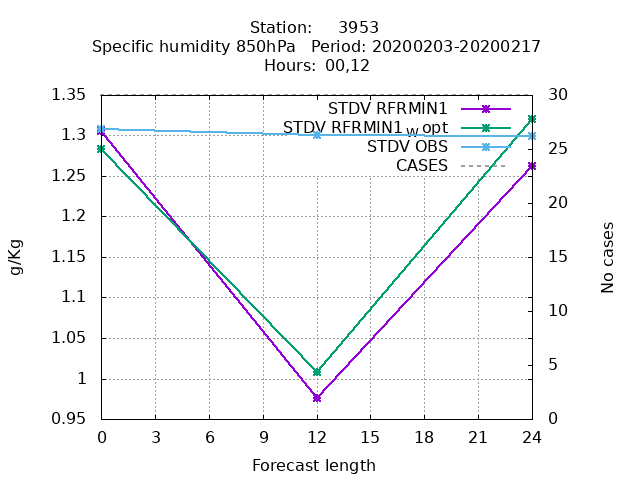 Station: 3953
Specific humidity 850hPa Period: 20200203-20200217
Hours: 00,12
STDV RFRMIN1
STDV RFRMIN1_w opt
STDV OBS
CASES
1.35
1.3
1.25
1.2
1.15
1.1
1.05
1
0.95
g/Kg
30
25
20
15
10
5
0
No cases
0 3 6 9 12 15 18 21 24
Forecast length